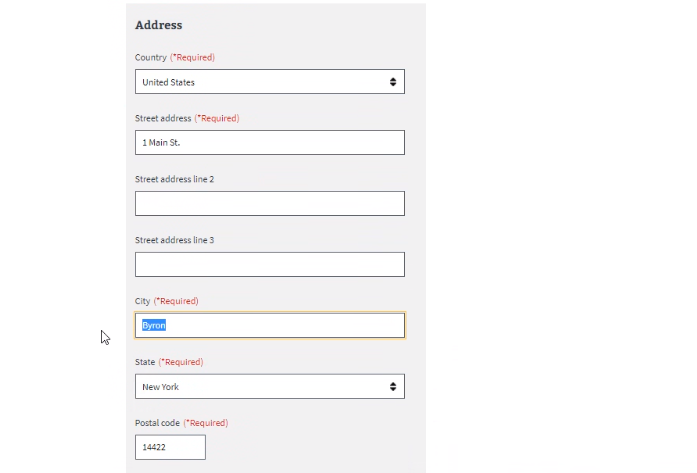 Address
Country (*Required)
United States
Street address (*Required)
1 Main St.
Street address line 2
Street address line 3
City (*Required)
Byron
State (*Required)
New York
Postal code (*Required)
14422